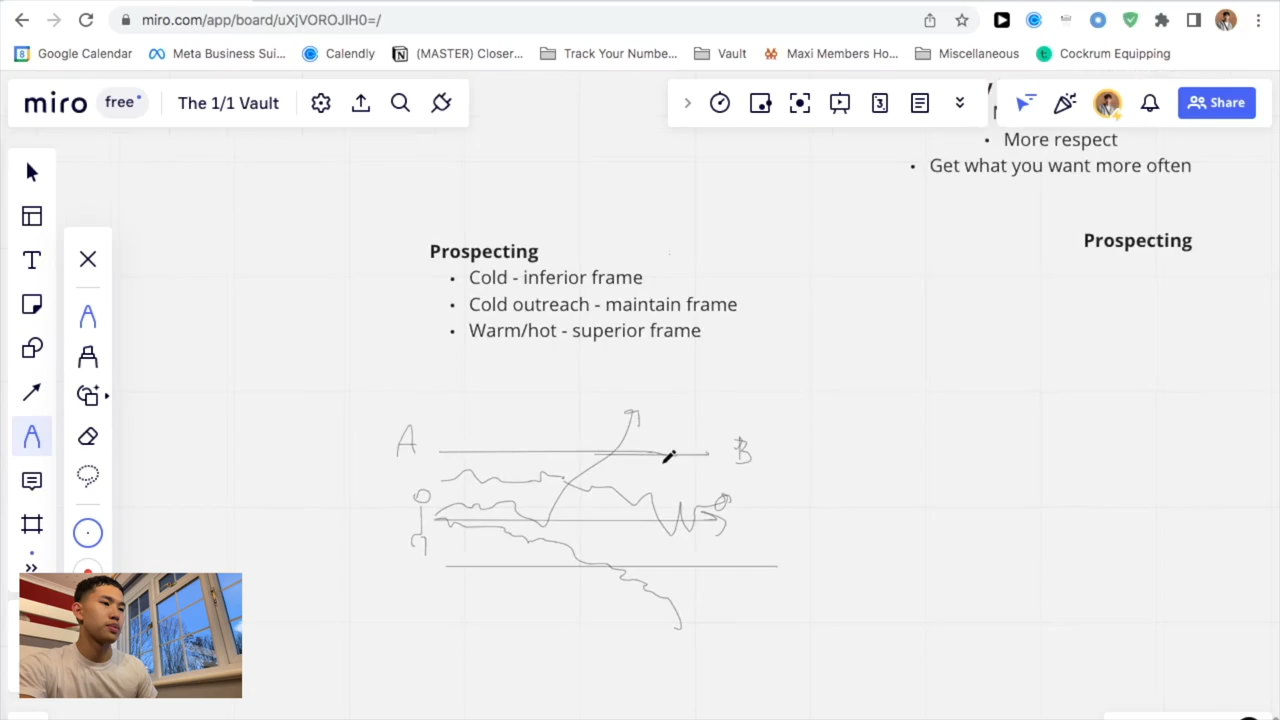 miro.com/app/board/uXjVOROJlH0=/
8 Google Calendar
Meta Business Sui...
Calendly
(MASTER) Closer...
Track Your Numbe...
Vault
Maxi Members Ho...
Miscellaneous
Cockrum Equipping
miro free The 1/1 Vault
3
Share
More respect
Get what you want more often
Prospecting
Cold - inferior frame
Cold outreach - maintain frame
Warm/hot - superior frame
Prospecting
A
B